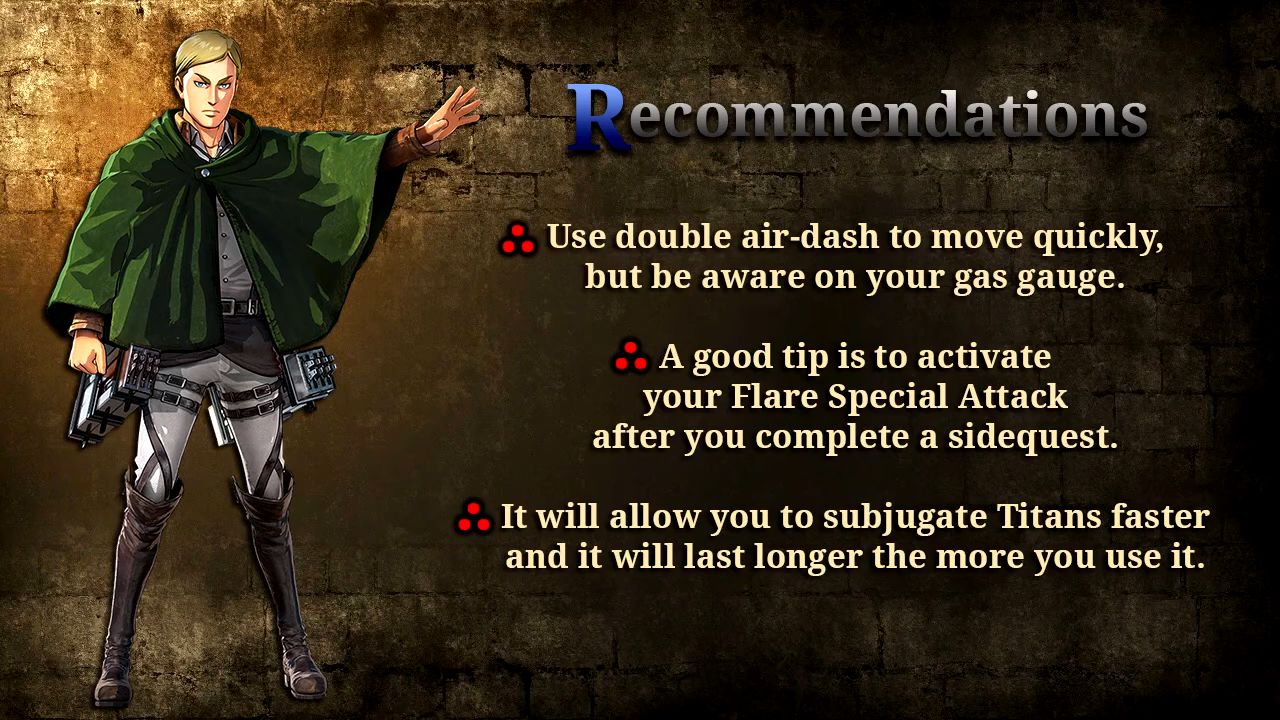 Recommendations
Use double air-dash to move quickly,
but be aware on your gas gauge.
A good tip is to activate
your Flare Special Attack
after you complete a sidequest.
It will allow you to subjugate Titans faster
and it will last longer the more you use it.